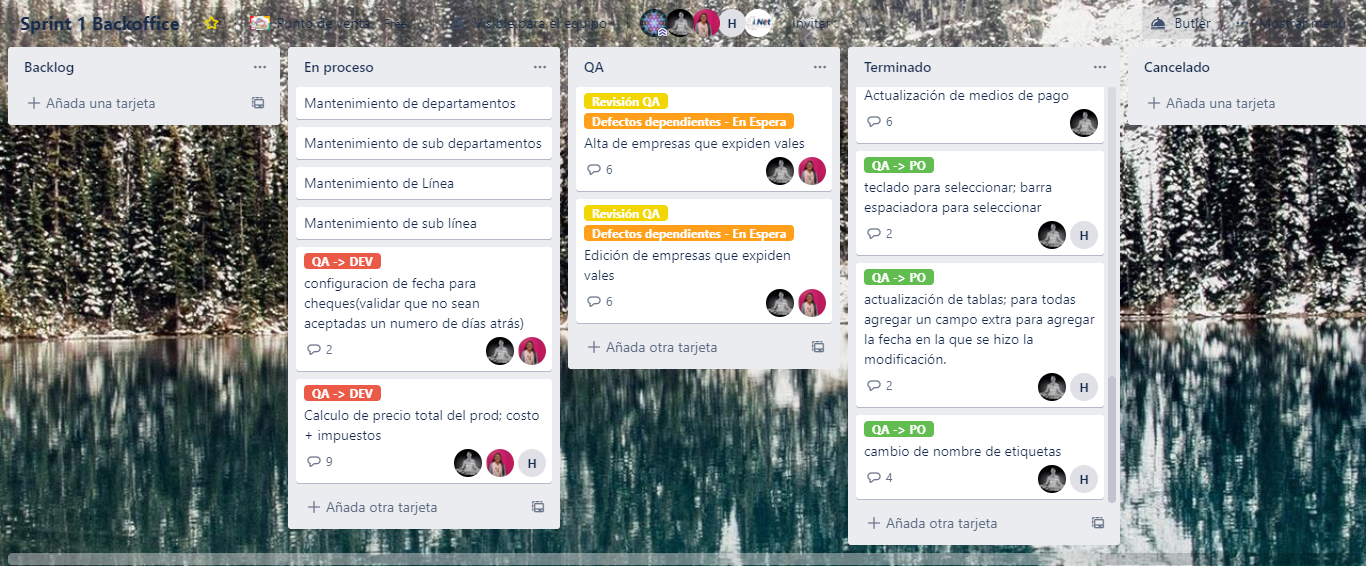 Sprint 1 Backoffice
Punto de venta Free
Visible para el equipo
H
iNet
Invitar
Butler
Mostrar menú
Backlog
Añada una tarjeta
En proceso
Mantenimiento de departamentos
Mantenimiento de sub departamentos
Mantenimiento de Línea
Mantenimiento de sub línea
QA -> DEV
configuracion de fecha para
cheques(validar que no sean
aceptadas un numero de días atrás)
2
QA -> DEV
Calculo de precio total del prod; costo
+ impuestos
9
H
Añada otra tarjeta
QA
Revisión QA
Defectos dependientes - En Espera
Alta de empresas que expiden vales
6
Revisión QA
Defectos dependientes - En Espera
Edición de empresas que expiden
vales
6
Añada otra tarjeta
Terminado
Actualización de medios de pago
6
QA -> PO
teclado para seleccionar; barra
espaciadora para seleccionar
2
H
QA -> PO
actualización de tablas; para todas
agregar un campo extra para agregar
la fecha en la que se hizo la
modificación.
2
H
QA -> PO
cambio de nombre de etiquetas
4
H
Añada otra tarjeta
Cancelado
Añada una tarjeta